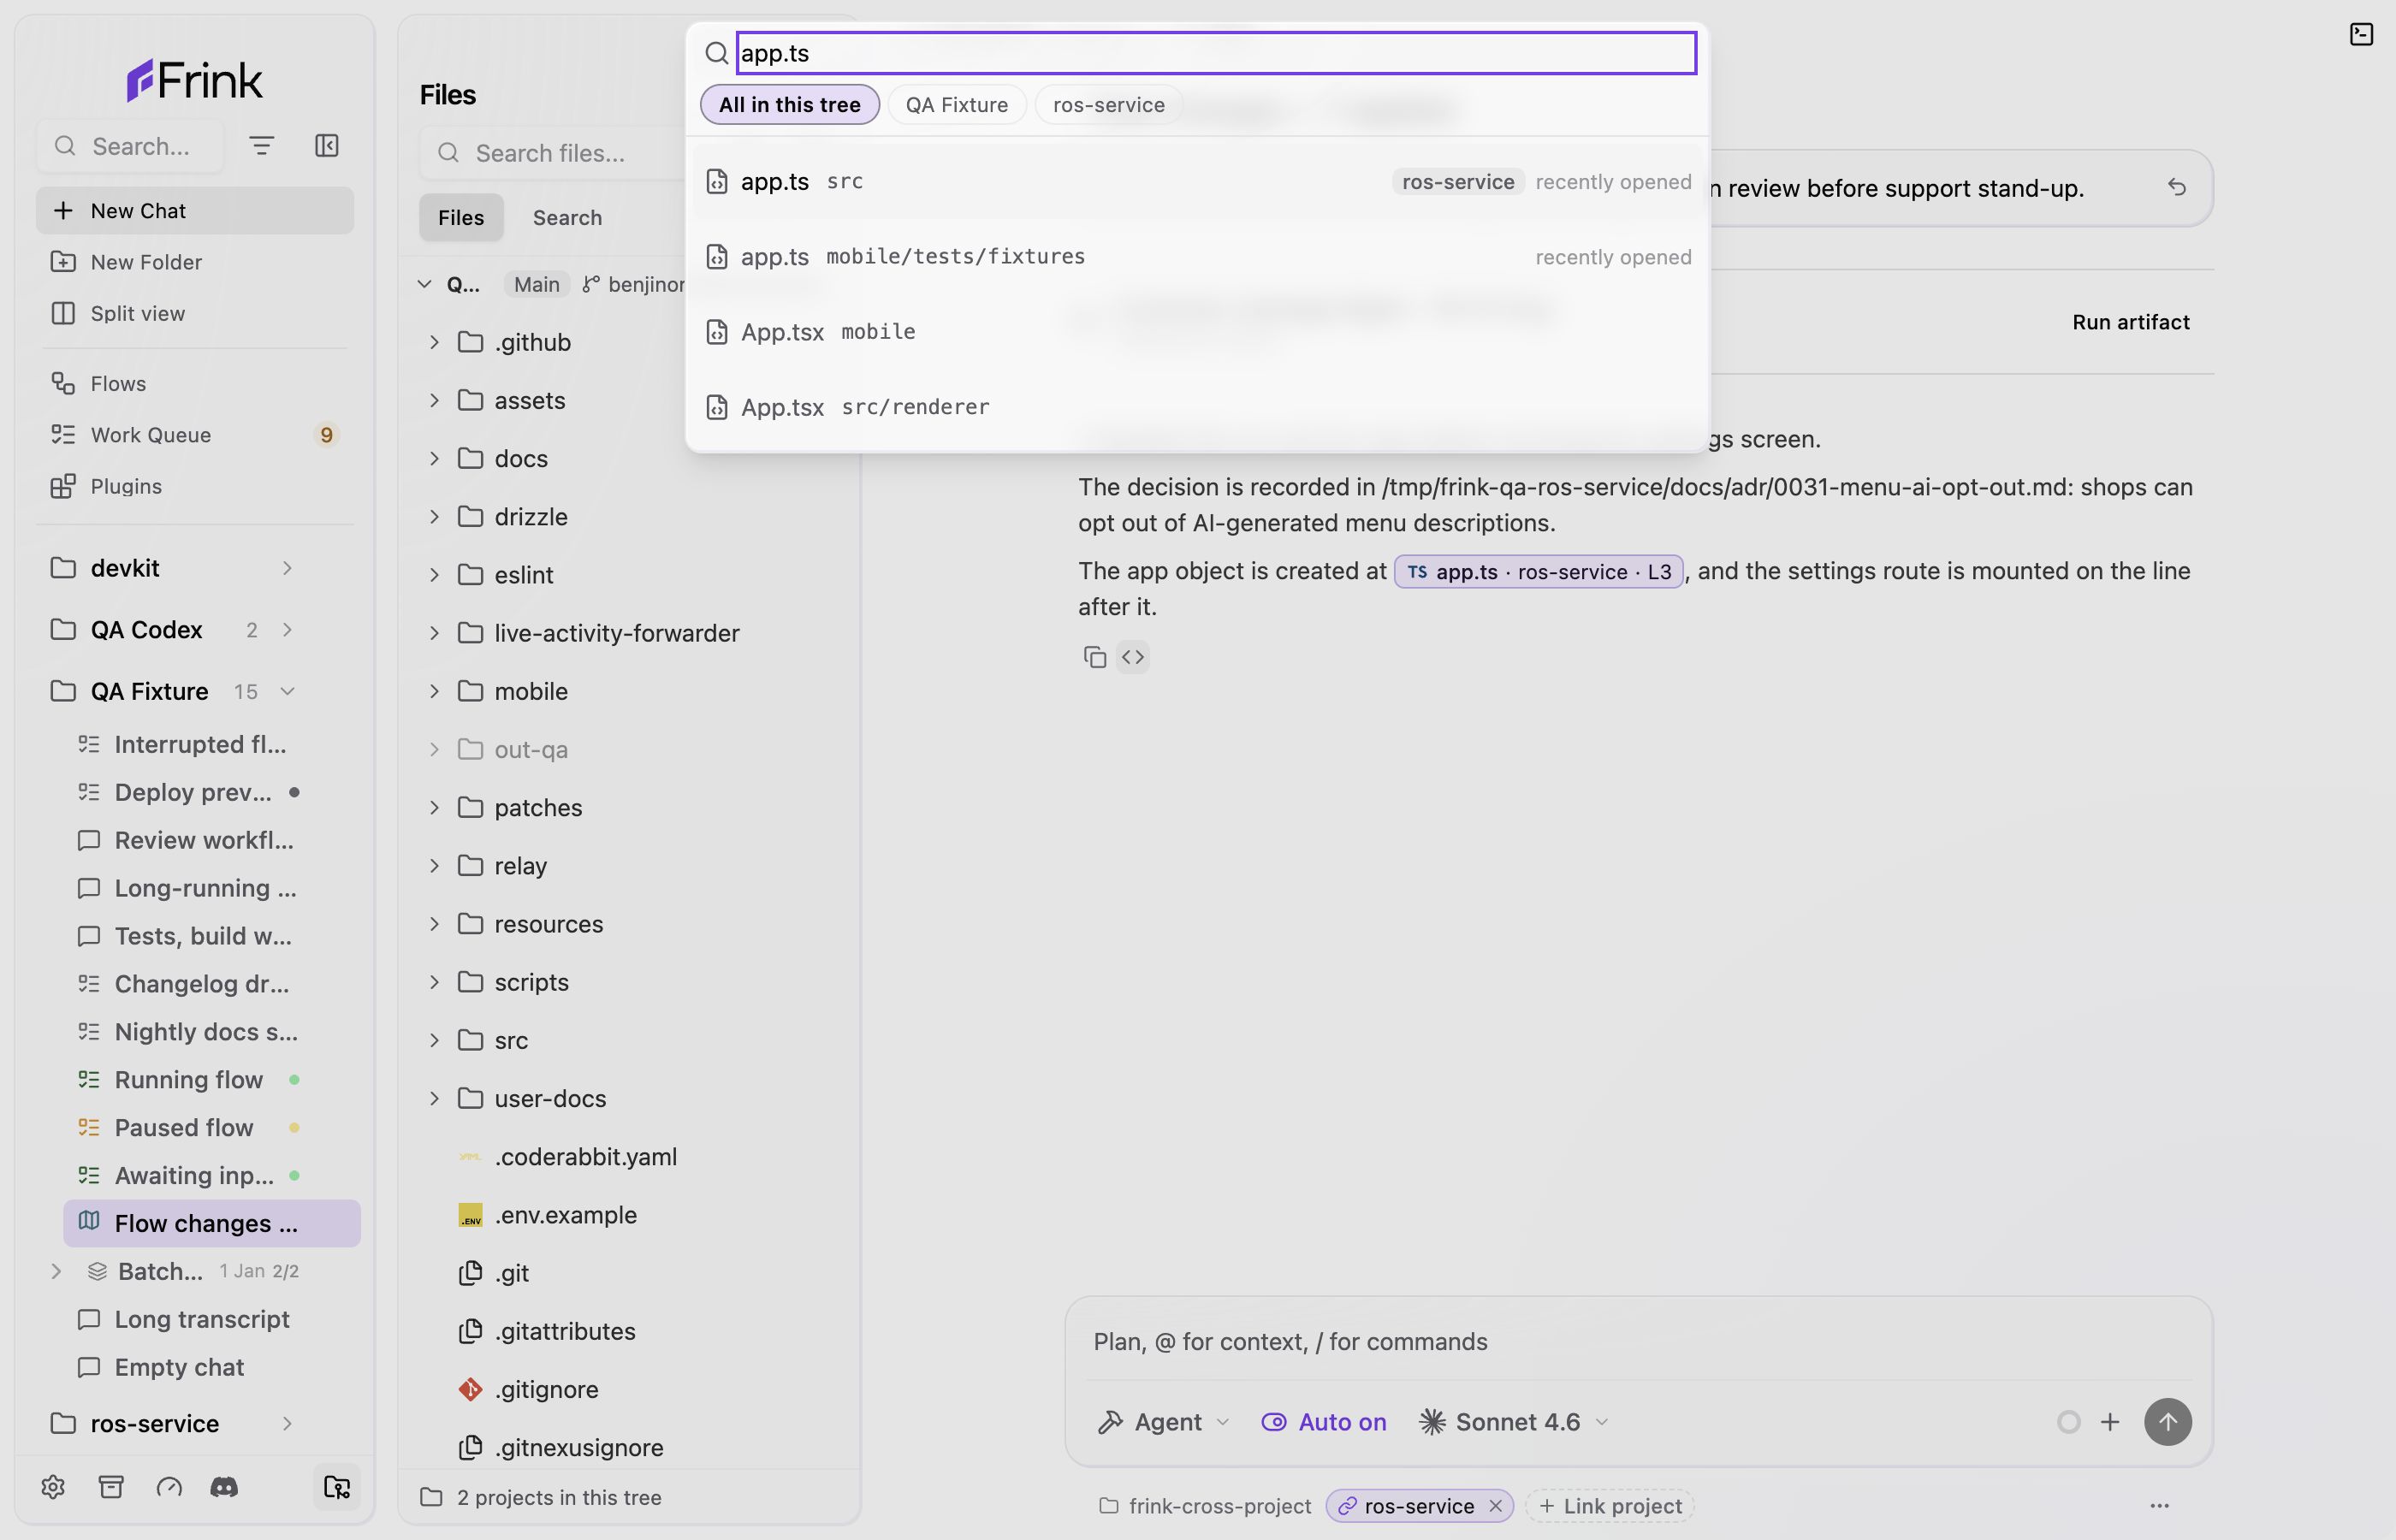 Frink
Search...
New Chat
New Folder
Split view
Flows
Work Queue 9
Plugins
devkit
QA Codex 2
QA Fixture 15
Interrupted fl...
Deploy prev...
Review workfl...
Long-running ...
Tests, build w...
Changelog dr...
Nightly docs s...
Running flow
Paused flow
Awaiting inp...
Flow changes ...
Batch... 1 Jan 2/2
Long transcript
Empty chat
ros-service
Files
Search files...
Files Search
Q... Main benjinor
.github
assets
docs
drizzle
eslint
live-activity-forwarder
mobile
out-qa
patches
relay
resources
scripts
src
user-docs
.coderabbit.yaml
.ENV .env.example
.git
.gitattributes
.gitignore
.gitnexusignore
2 projects in this tree
app.ts
All in this tree QA Fixture ros-service
app.ts src ros-service recently opened
app.ts mobile/tests/fixtures recently opened
App.tsx mobile
App.tsx src/renderer
n review before support stand-up.
Run artifact
gs screen.
The decision is recorded in /tmp/frink-qa-ros-service/docs/adr/0031-menu-ai-opt-out.md: shops can
opt out of AI-generated menu descriptions.
The app object is created at TS app.ts · ros-service · L3, and the settings route is mounted on the line
after it.
Plan, @ for context, / for commands
Agent Auto on Sonnet 4.6
frink-cross-project ros-service Link project